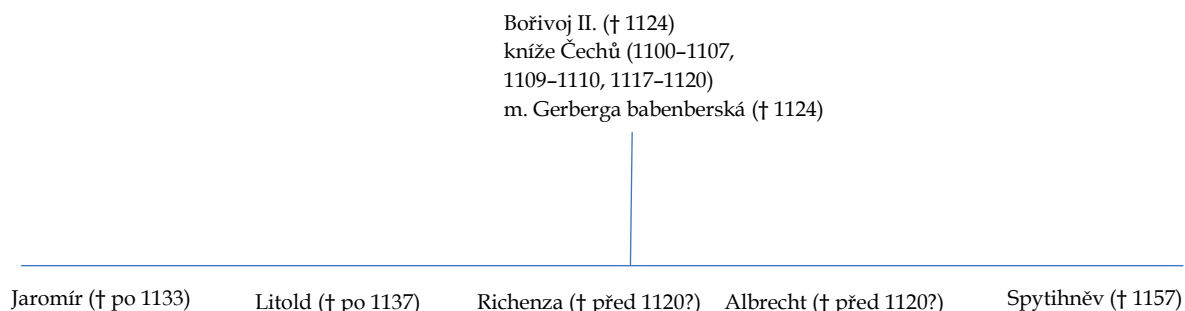 Bořivoj II. († 1124)
kníže Čechů (1100–1107,
1109–1110, 1117–1120)
m. Gerberga babenberská († 1124)
Jaromír († po 1133)
Litold († po 1137)
Richenza († před 1120?)
Albrecht († před 1120?)
Spytihněv († 1157)